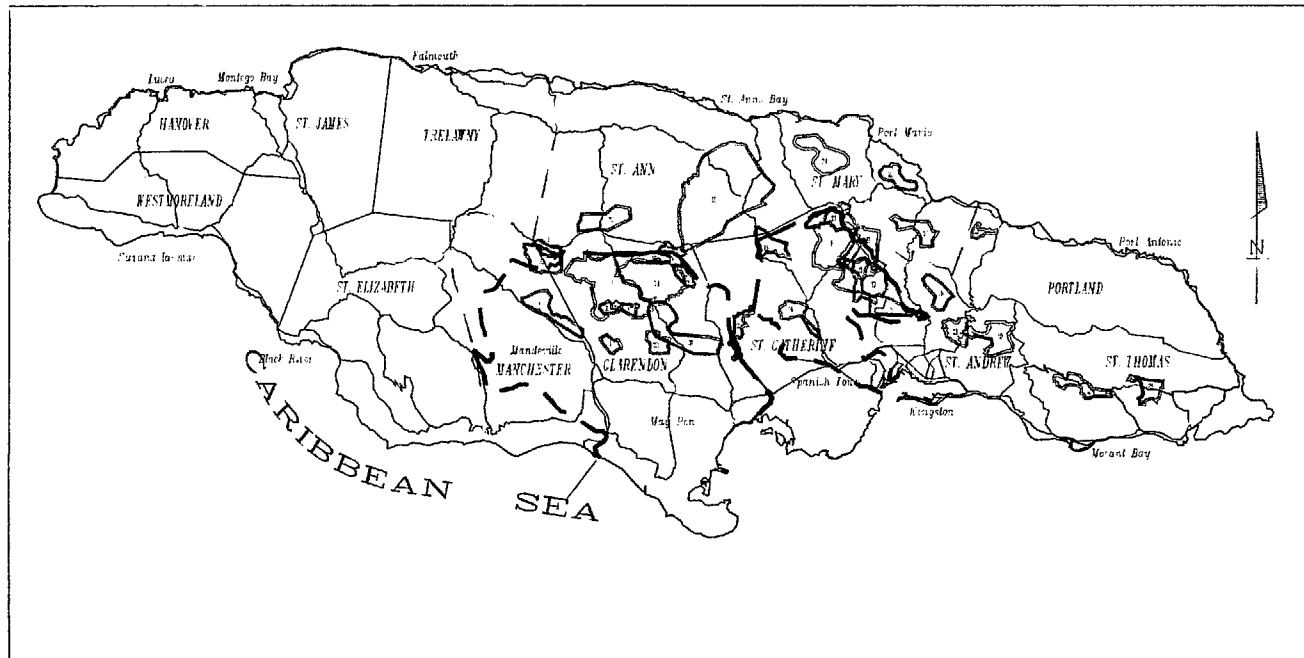 Falmouth
Lucea
Montego Bay
St. Anns Bay
HANOVER
ST. JAMES
TRELAWNY
Port Maria
ST. ANN
ST. MARY
WESTMORELAND
Port Antonio
N
ST. ELIZABETH
PORTLAND
Black River
Mandeville
MANCHESTER
CLARENDON
ST. CATHERINE
ST. ANDREW
ST. THOMAS
Spanish Town
Kingston
May Pen
Morant Bay
CARIBBEAN SEA